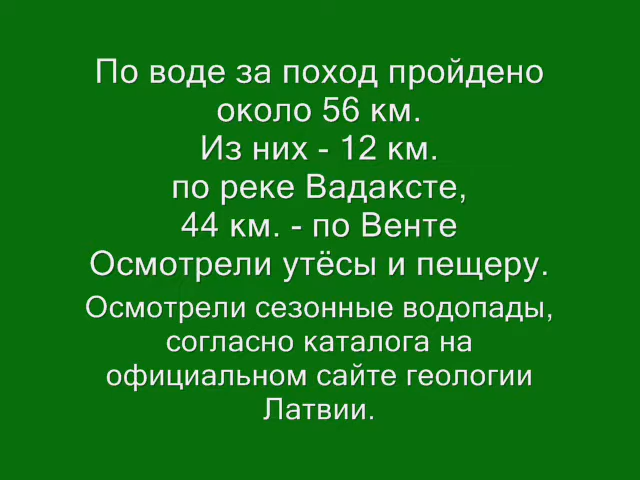 По воде за поход пройдено
около 56 км.
Из них - 12 км.
по реке Вадаксте,
44 км. - по Венте
Осмотрели утёсы и пещеру.
Осмотрели сезонные водопады,
согласно каталога на
официальном сайте геологии
Латвии.